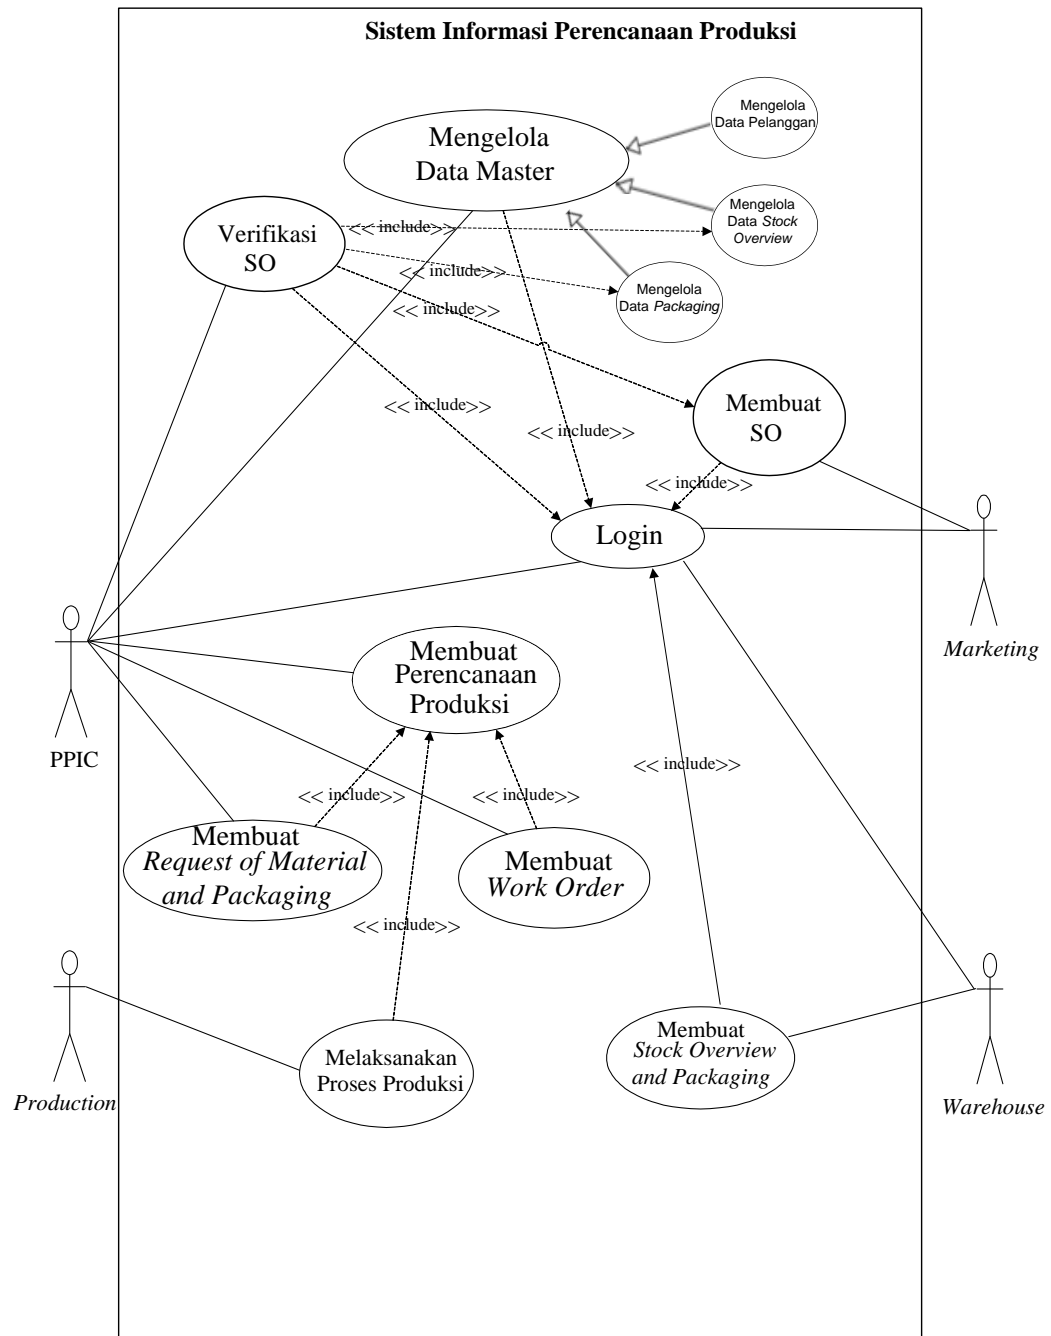 Sistem Informasi Perencanaan Produksi
Mengelola
Data Pelanggan
Mengelola
Data Master
Mengelola
Data Stock
Overview
Verifikasi
SO
<< include>>
<< include>>
Mengelola
Data Packaging
<< include>>
Membuat
SO
<< include>>
<< include>>
<< include>>
Login
Marketing
Membuat
Perencanaan
Produksi
PPIC
<< include>>
<< include>>
<< include>>
Membuat
Request of Material
and Packaging
Membuat
Work Order
<< include>>
Production
Melaksanakan
Proses Produksi
Membuat
Stock Overview
and Packaging
Warehouse